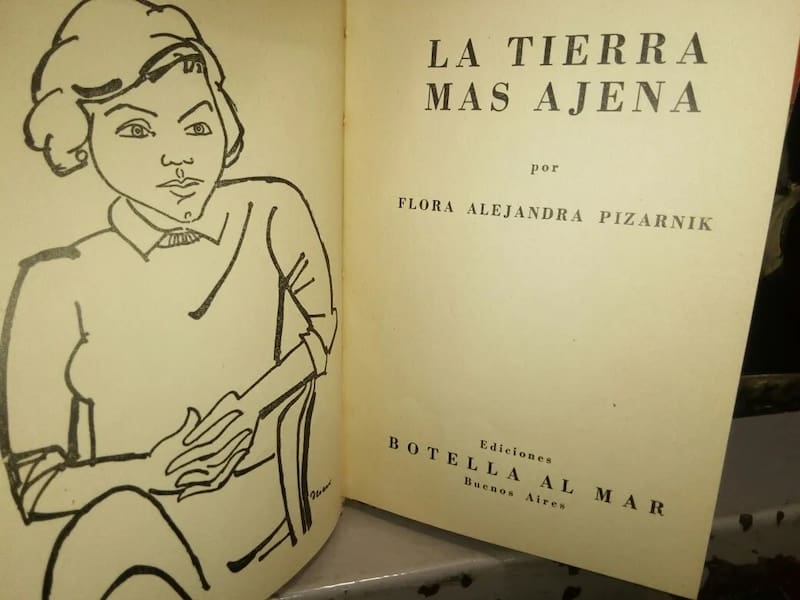 LA TIERRA
MAS AJENA
por
FLORA ALEJANDRA PIZARNIK
Ediciones
BOTELLA AL MAR
Buenos Aires